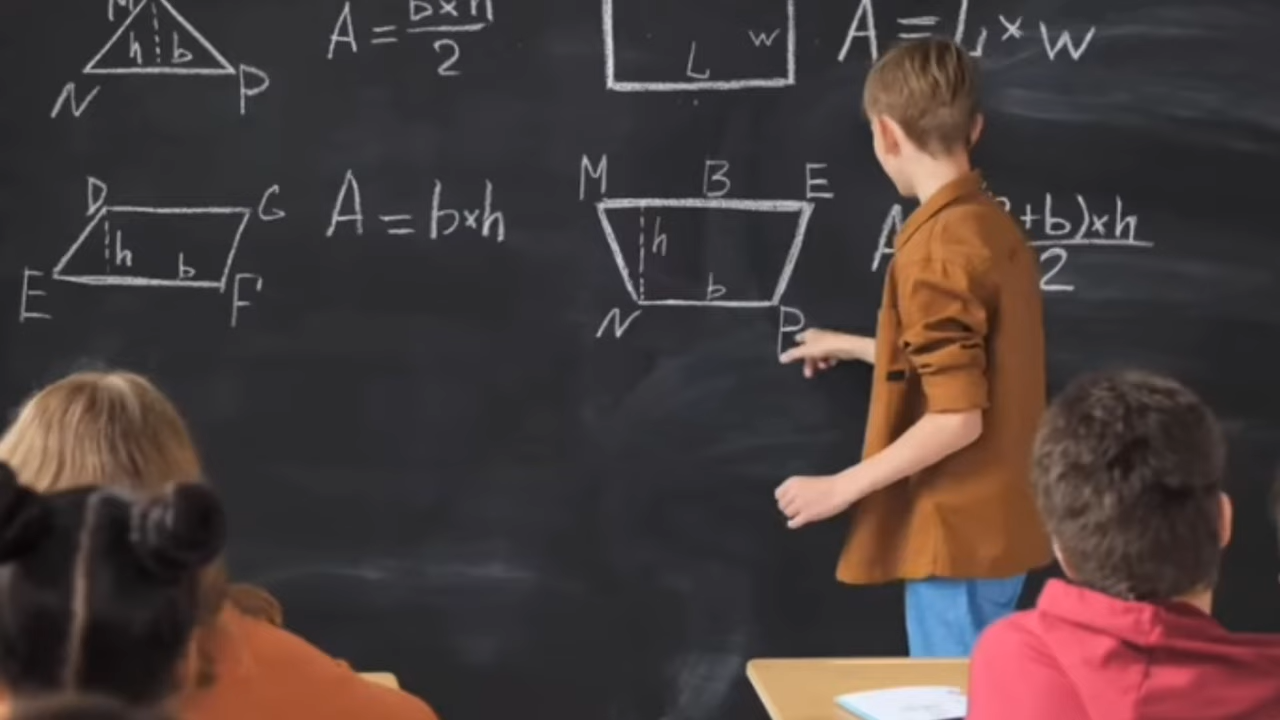 M
h b
N P
A = b×h
2
L w
A = L × w
D G
h b
E F
A = b×h
M B E
h
b
N P
A +b)×h
2